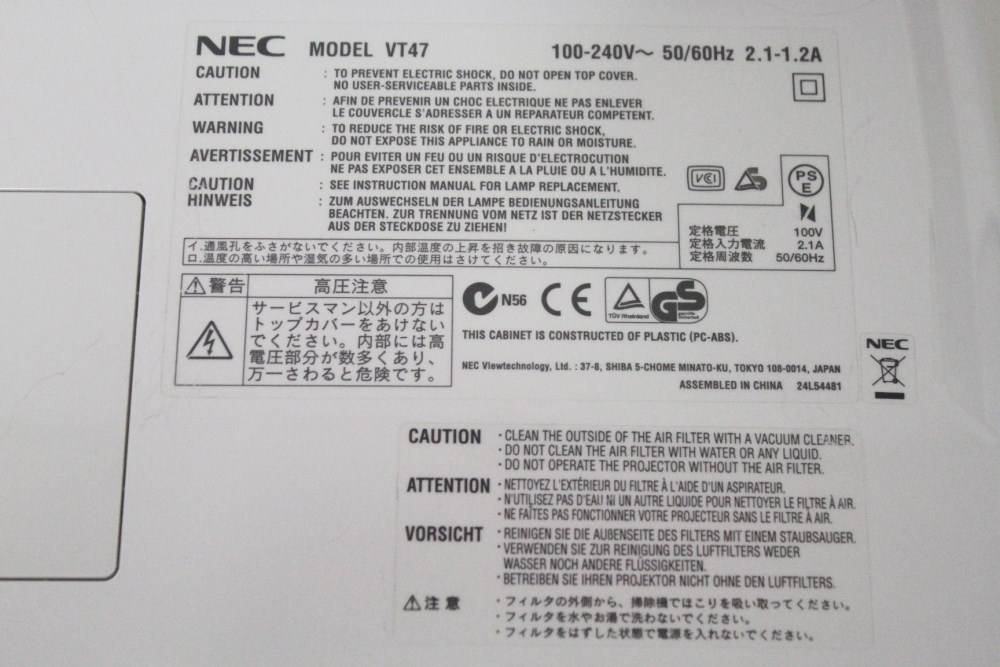 NEC MODEL VT47 100-240V～ 50/60Hz 2.1-1.2A
CAUTION : TO PREVENT ELECTRIC SHOCK, DO NOT OPEN TOP COVER.
NO USER-SERVICEABLE PARTS INSIDE.
ATTENTION : AFIN DE PREVENIR UN CHOC ELECTRIQUE NE PAS ENLEVER
LE COUVERCLE S'ADRESSER A UN REPARATEUR COMPETENT.
WARNING : TO REDUCE THE RISK OF FIRE OR ELECTRIC SHOCK,
DO NOT EXPOSE THIS APPLIANCE TO RAIN OR MOISTURE.
AVERTISSEMENT : POUR EVITER UN FEU OU UN RISQUE D'ELECTROCUTION
NE PAS EXPOSER CET ENSEMBLE A LA PLUIE OU A L'HUMIDITE.
CAUTION : SEE INSTRUCTION MANUAL FOR LAMP REPLACEMENT.
HINWEIS : ZUM AUSWECHSELN DER LAMPE BEDIENUNGSANLEITUNG
BEACHTEN. ZUR TRENNUNG VOM NETZ IST DER NETZSTECKER
AUS DER STECKDOSE ZU ZIEHEN!
VCI
PS
E
定格電圧 100V
定格入力電流 2.1A
定格周波数 50/60Hz
イ.通風孔をふさがないでください。内部温度の上昇を招き故障の原因になります。
ロ.温度の高い場所や湿気の多い場所での使用はさけてください。
警告 高圧注意
サービスマン以外の方は
トップカバーをあけない
でください。内部には高
電圧部分が数多くあり、
万一さわると危険です。
N56 CE
TÜV Rheinland
GS
geprüfte
Sicherheit
THIS CABINET IS CONSTRUCTED OF PLASTIC (PC-ABS).
NEC Viewtechnology, Ltd. : 37-8, SHIBA 5-CHOME MINATO-KU, TOKYO 108-0014, JAPAN
ASSEMBLED IN CHINA 24L54481
NEC
CAUTION ・CLEAN THE OUTSIDE OF THE AIR FILTER WITH A VACUUM CLEANER.
・DO NOT CLEAN THE AIR FILTER WITH WATER OR ANY LIQUID.
・DO NOT OPERATE THE PROJECTOR WITHOUT THE AIR FILTER.
ATTENTION ・NETTOYEZ L'EXTÉRIEUR DU FILTRE À L'AIDE D'UN ASPIRATEUR.
・N'UTILISEZ PAS D'EAU NI UN AUTRE LIQUIDE POUR NETTOYER LE FILTRE À AIR.
・NE FAÎTES PAS FONCTIONNER VOTRE PROJECTEUR SANS LE FILTRE À AIR.
VORSICHT ・REINIGEN SIE DIE AUßENSEITE DES FILTERS MIT EINEM STAUBSAUGER.
・VERWENDEN SIE ZUR REINIGUNG DES LUFTFILTERS WEDER
WASSER NOCH ANDERE FLÜSSIGKEITEN.
・BETREIBEN SIE IHREN PROJEKTOR NICHT OHNE DEN LUFTFILTERS.
注意 ・フィルタの外側から、掃除機でほこりを吸い取ってください。
・フィルタを水やお湯で洗わないでください。
・フィルタをはずした状態で電源を入れないでください。